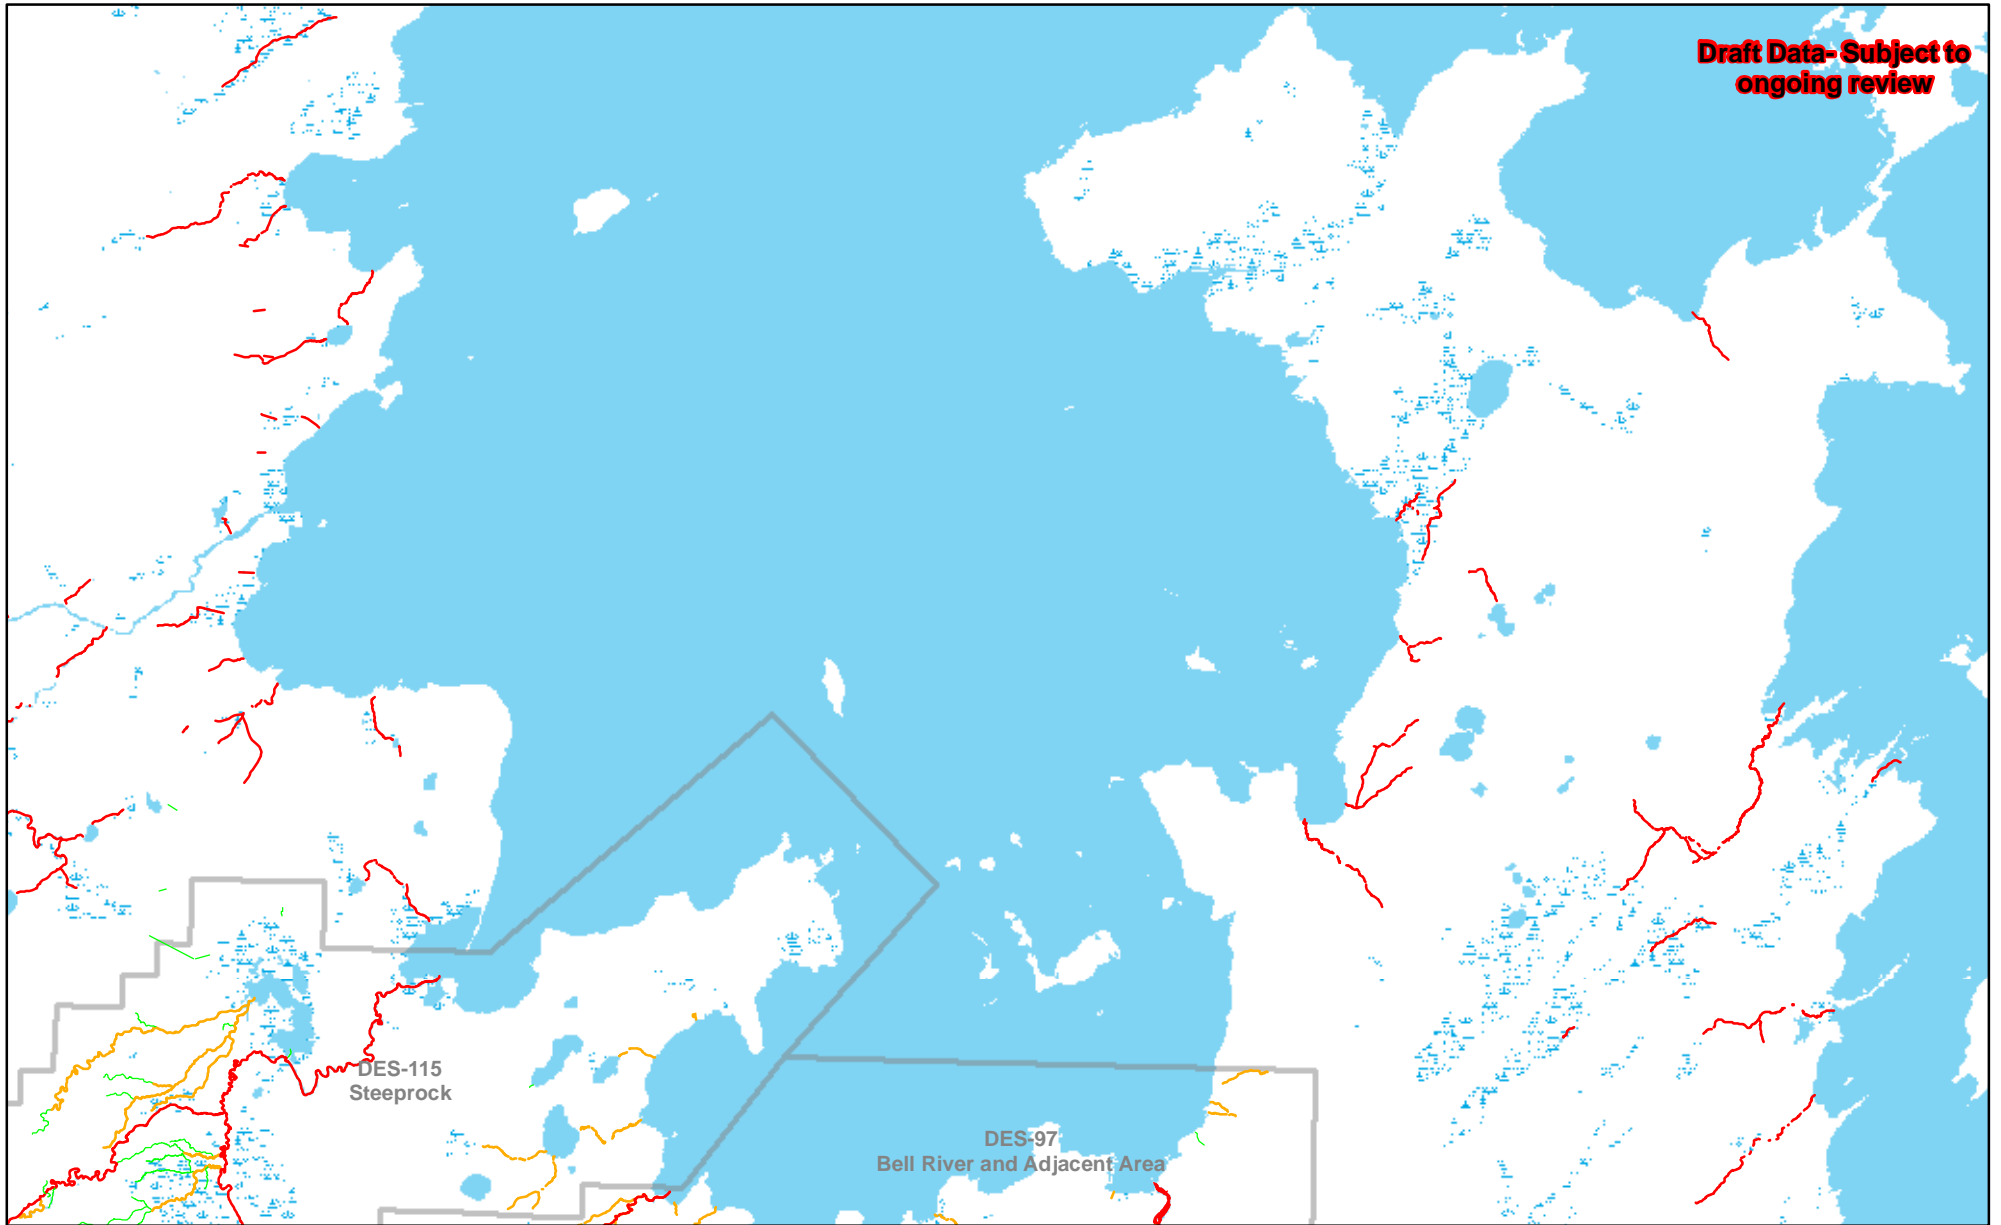 Draft Data- Subject to
ongoing review
DES-115
Steeprock
DES-97
Bell River and Adjacent Area